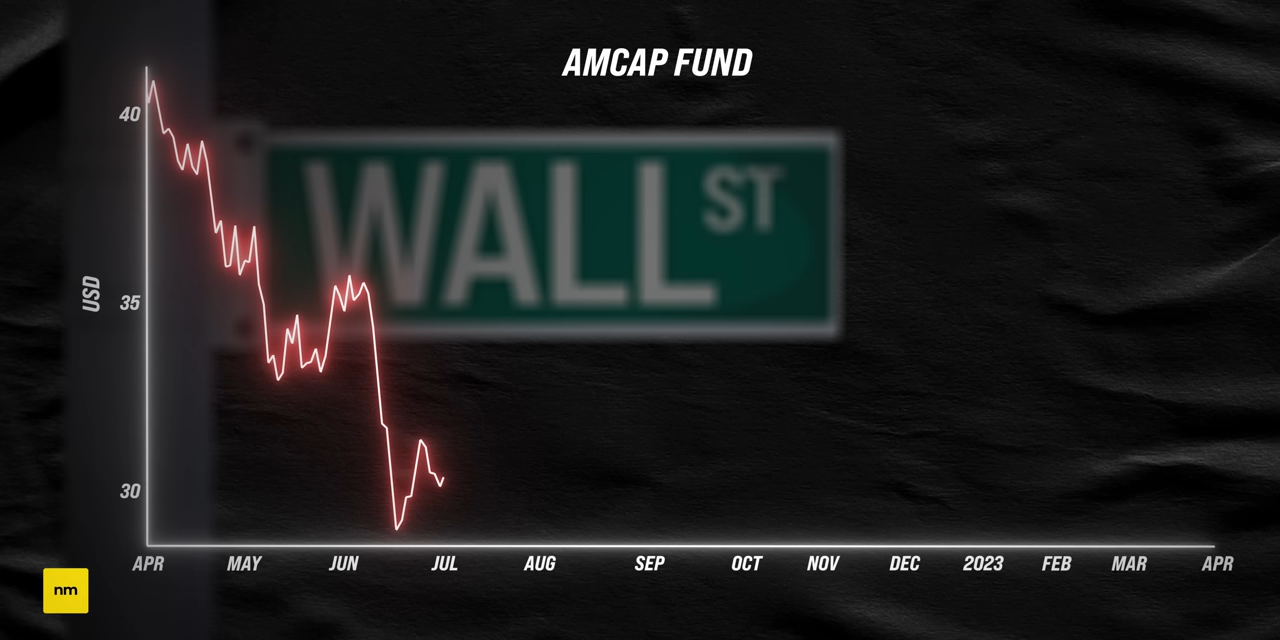 AMCAP FUND
WALL ST
USD
40
35
30
APR MAY JUN JUL AUG SEP OCT NOV DEC 2023 FEB MAR APR
nm